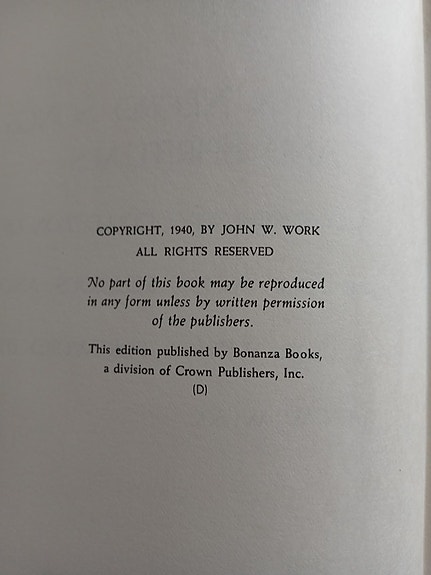 COPYRIGHT, 1940, BY JOHN W. WORK
ALL RIGHTS RESERVED
No part of this book may be reproduced
in any form unless by written permission
of the publishers.
This edition published by Bonanza Books,
a division of Crown Publishers, Inc.
(D)